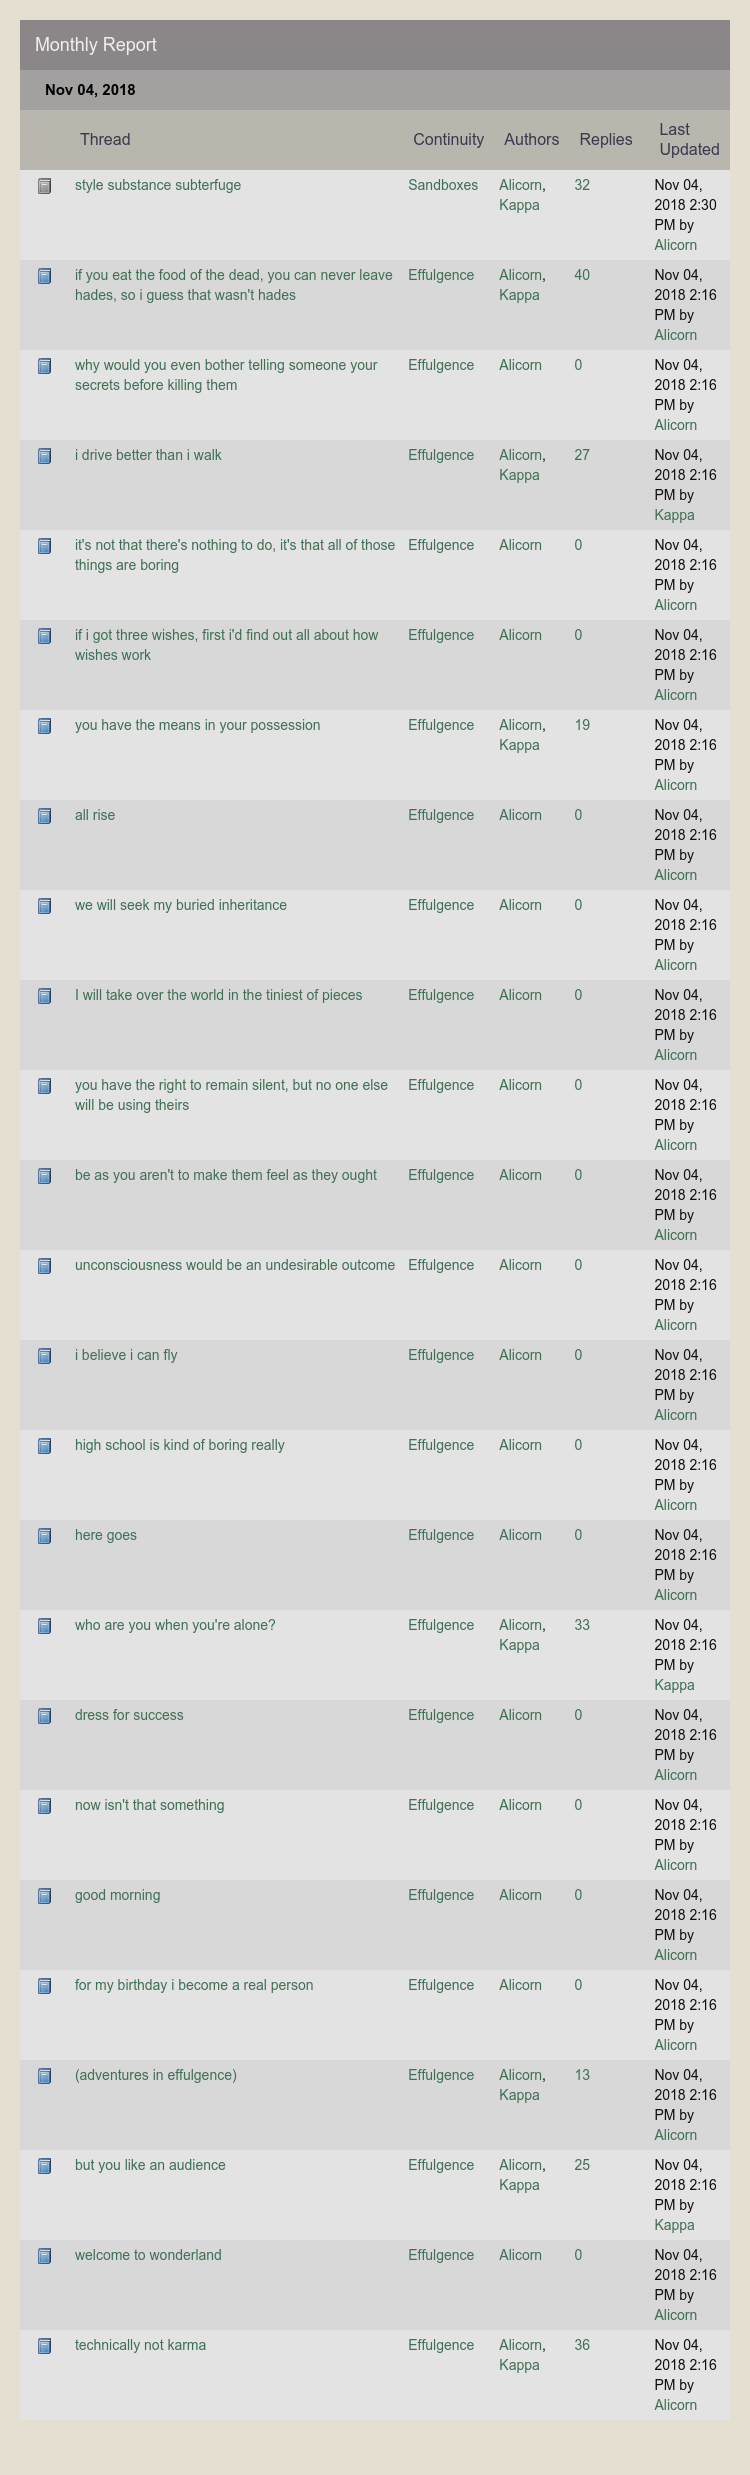 Monthly Report
Nov 04, 2018
Thread Continuity Authors Replies Last Updated
style substance subterfuge Sandboxes Alicorn, 32 Nov 04,
Kappa 2018 2:30
PM by
Alicorn
if you eat the food of the dead, you can never leave Effulgence Alicorn, 40 Nov 04,
hades, so i guess that wasn't hades Kappa 2018 2:16
PM by
Alicorn
why would you even bother telling someone your Effulgence Alicorn 0 Nov 04,
secrets before killing them 2018 2:16
PM by
Alicorn
i drive better than i walk Effulgence Alicorn, 27 Nov 04,
Kappa 2018 2:16
PM by
Kappa
it's not that there's nothing to do, it's that all of those Effulgence Alicorn 0 Nov 04,
things are boring 2018 2:16
PM by
Alicorn
if i got three wishes, first i'd find out all about how Effulgence Alicorn 0 Nov 04,
wishes work 2018 2:16
PM by
Alicorn
you have the means in your possession Effulgence Alicorn, 19 Nov 04,
Kappa 2018 2:16
PM by
Alicorn
all rise Effulgence Alicorn 0 Nov 04,
2018 2:16
PM by
Alicorn
we will seek my buried inheritance Effulgence Alicorn 0 Nov 04,
2018 2:16
PM by
Alicorn
I will take over the world in the tiniest of pieces Effulgence Alicorn 0 Nov 04,
2018 2:16
PM by
Alicorn
you have the right to remain silent, but no one else Effulgence Alicorn 0 Nov 04,
will be using theirs 2018 2:16
PM by
Alicorn
be as you aren't to make them feel as they ought Effulgence Alicorn 0 Nov 04,
2018 2:16
PM by
Alicorn
unconsciousness would be an undesirable outcome Effulgence Alicorn 0 Nov 04,
2018 2:16
PM by
Alicorn
i believe i can fly Effulgence Alicorn 0 Nov 04,
2018 2:16
PM by
Alicorn
high school is kind of boring really Effulgence Alicorn 0 Nov 04,
2018 2:16
PM by
Alicorn
here goes Effulgence Alicorn 0 Nov 04,
2018 2:16
PM by
Alicorn
who are you when you're alone? Effulgence Alicorn, 33 Nov 04,
Kappa 2018 2:16
PM by
Kappa
dress for success Effulgence Alicorn 0 Nov 04,
2018 2:16
PM by
Alicorn
now isn't that something Effulgence Alicorn 0 Nov 04,
2018 2:16
PM by
Alicorn
good morning Effulgence Alicorn 0 Nov 04,
2018 2:16
PM by
Alicorn
for my birthday i become a real person Effulgence Alicorn 0 Nov 04,
2018 2:16
PM by
Alicorn
(adventures in effulgence) Effulgence Alicorn, 13 Nov 04,
Kappa 2018 2:16
PM by
Alicorn
but you like an audience Effulgence Alicorn, 25 Nov 04,
Kappa 2018 2:16
PM by
Kappa
welcome to wonderland Effulgence Alicorn 0 Nov 04,
2018 2:16
PM by
Alicorn
technically not karma Effulgence Alicorn, 36 Nov 04,
Kappa 2018 2:16
PM by
Alicorn